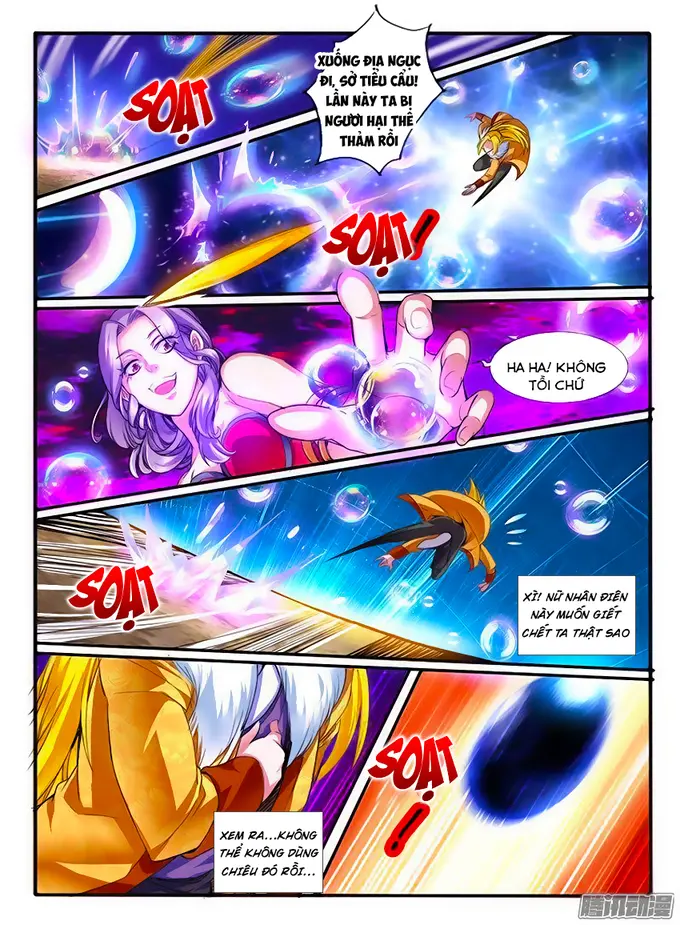 XUỐNG ĐỊA NGỤC
ĐI, SỞ TIỂU CẨU!
LẦN NÀY TA BỊ
NGƯƠI HẠI THÊ
THẢM RỒI
SOẠT
SOẠT!
HA HA! KHÔNG
TỒI CHỨ
XÌ! NỮ NHÂN ĐIÊN
NÀY MUỐN GIẾT
CHẾT TA THẬT SAO
SOẠT
SOẠT!
XEM RA...KHÔNG
THỂ KHÔNG DÙNG
CHIÊU ĐÓ RỒI...
腾讯动漫